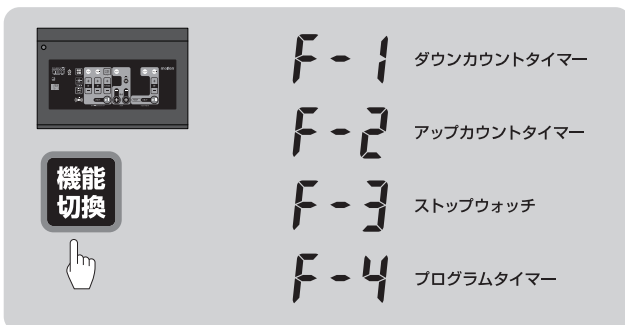 molten
機能
切換
F-1 ダウンカウントタイマー
F-2 アップカウントタイマー
F-3 ストップウォッチ
F-4 プログラムタイマー